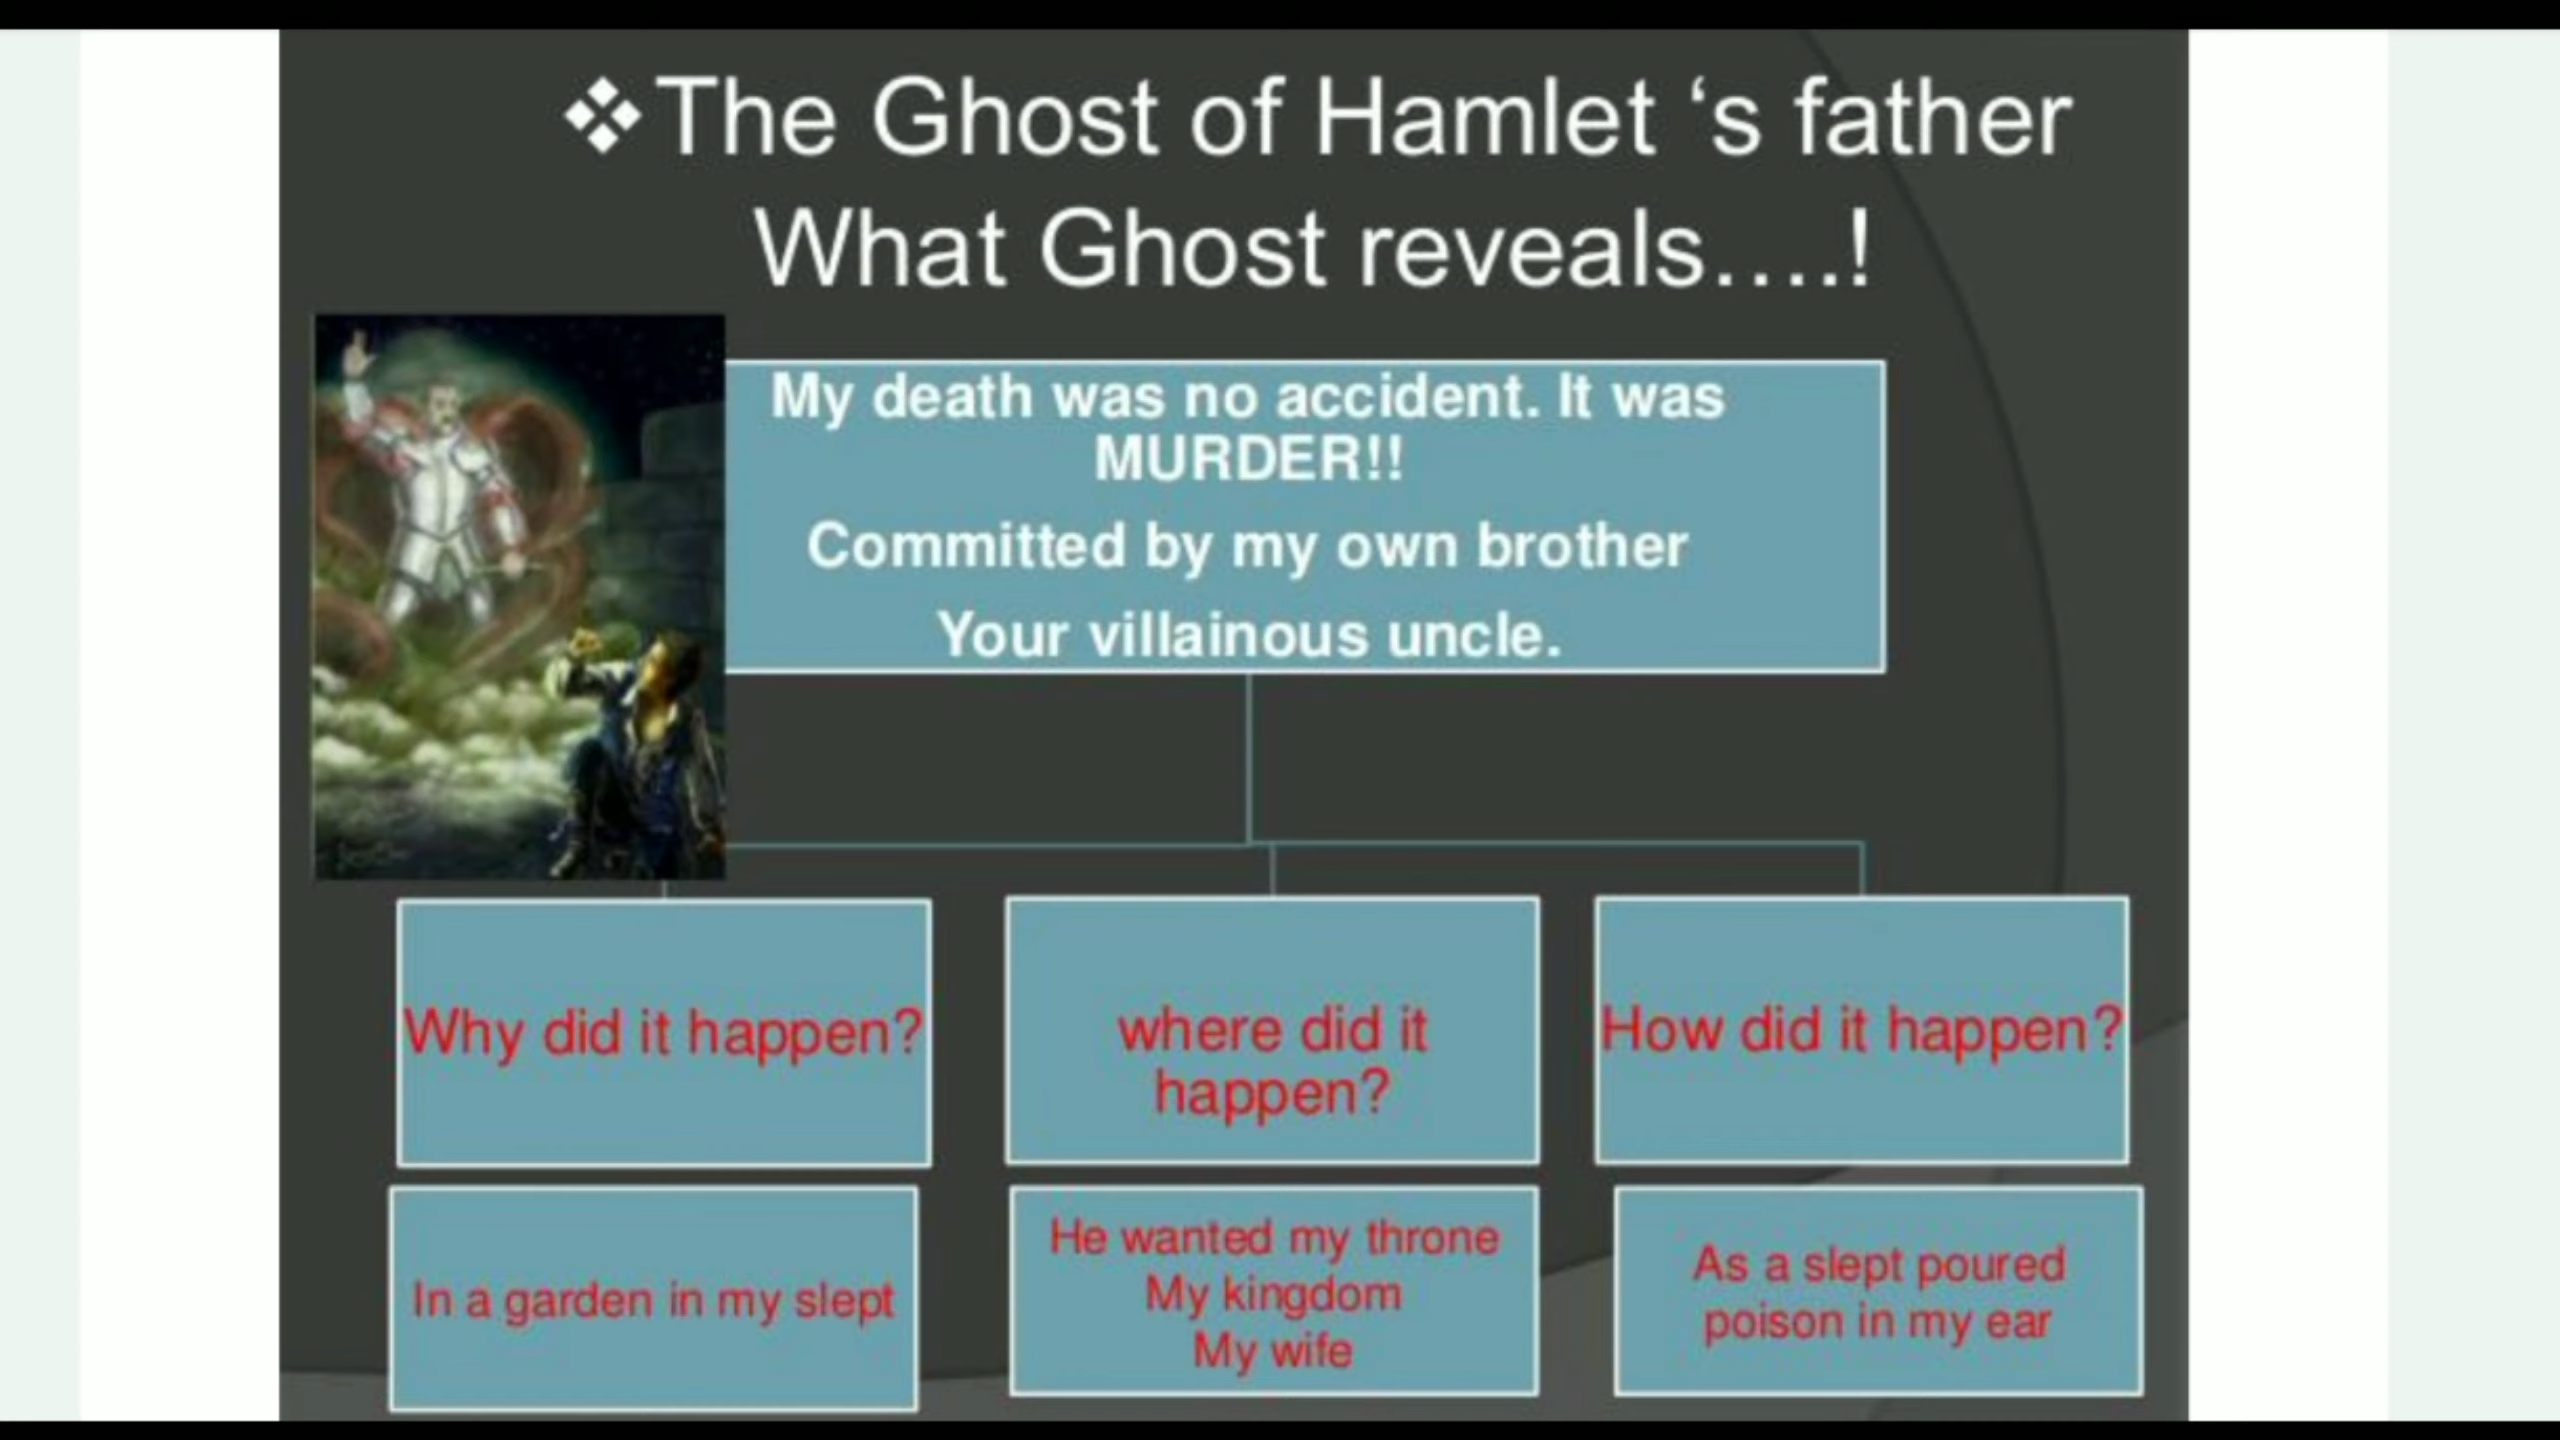 ❖The Ghost of Hamlet ‘s father
What Ghost reveals….!
My death was no accident. It was
MURDER!!
Committed by my own brother
Your villainous uncle.
Why did it happen?
where did it
happen?
How did it happen?
In a garden in my slept
He wanted my throne
My kingdom
My wife
As a slept poured
poison in my ear